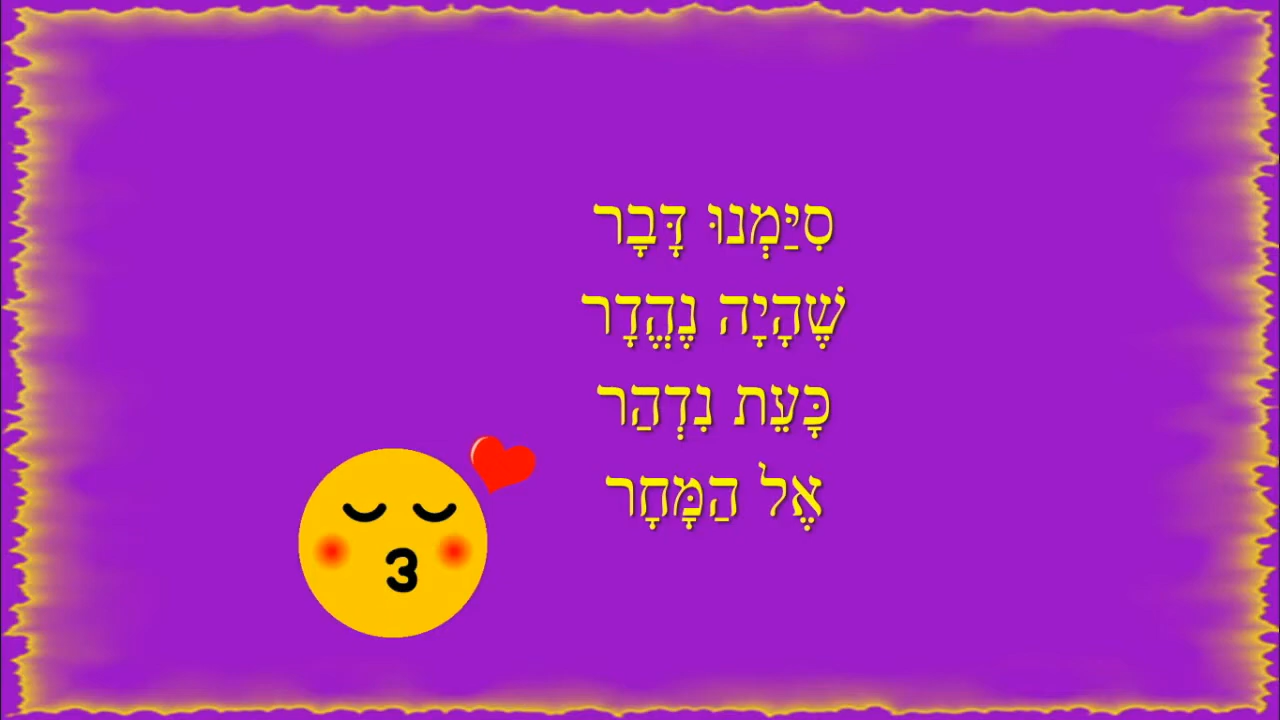 סִיַּמְנוּ דָּבָר
שֶׁהָיָה נֶהֱדָר
כָּעֵת נִדְהַר
אֶל הַמָּחָר